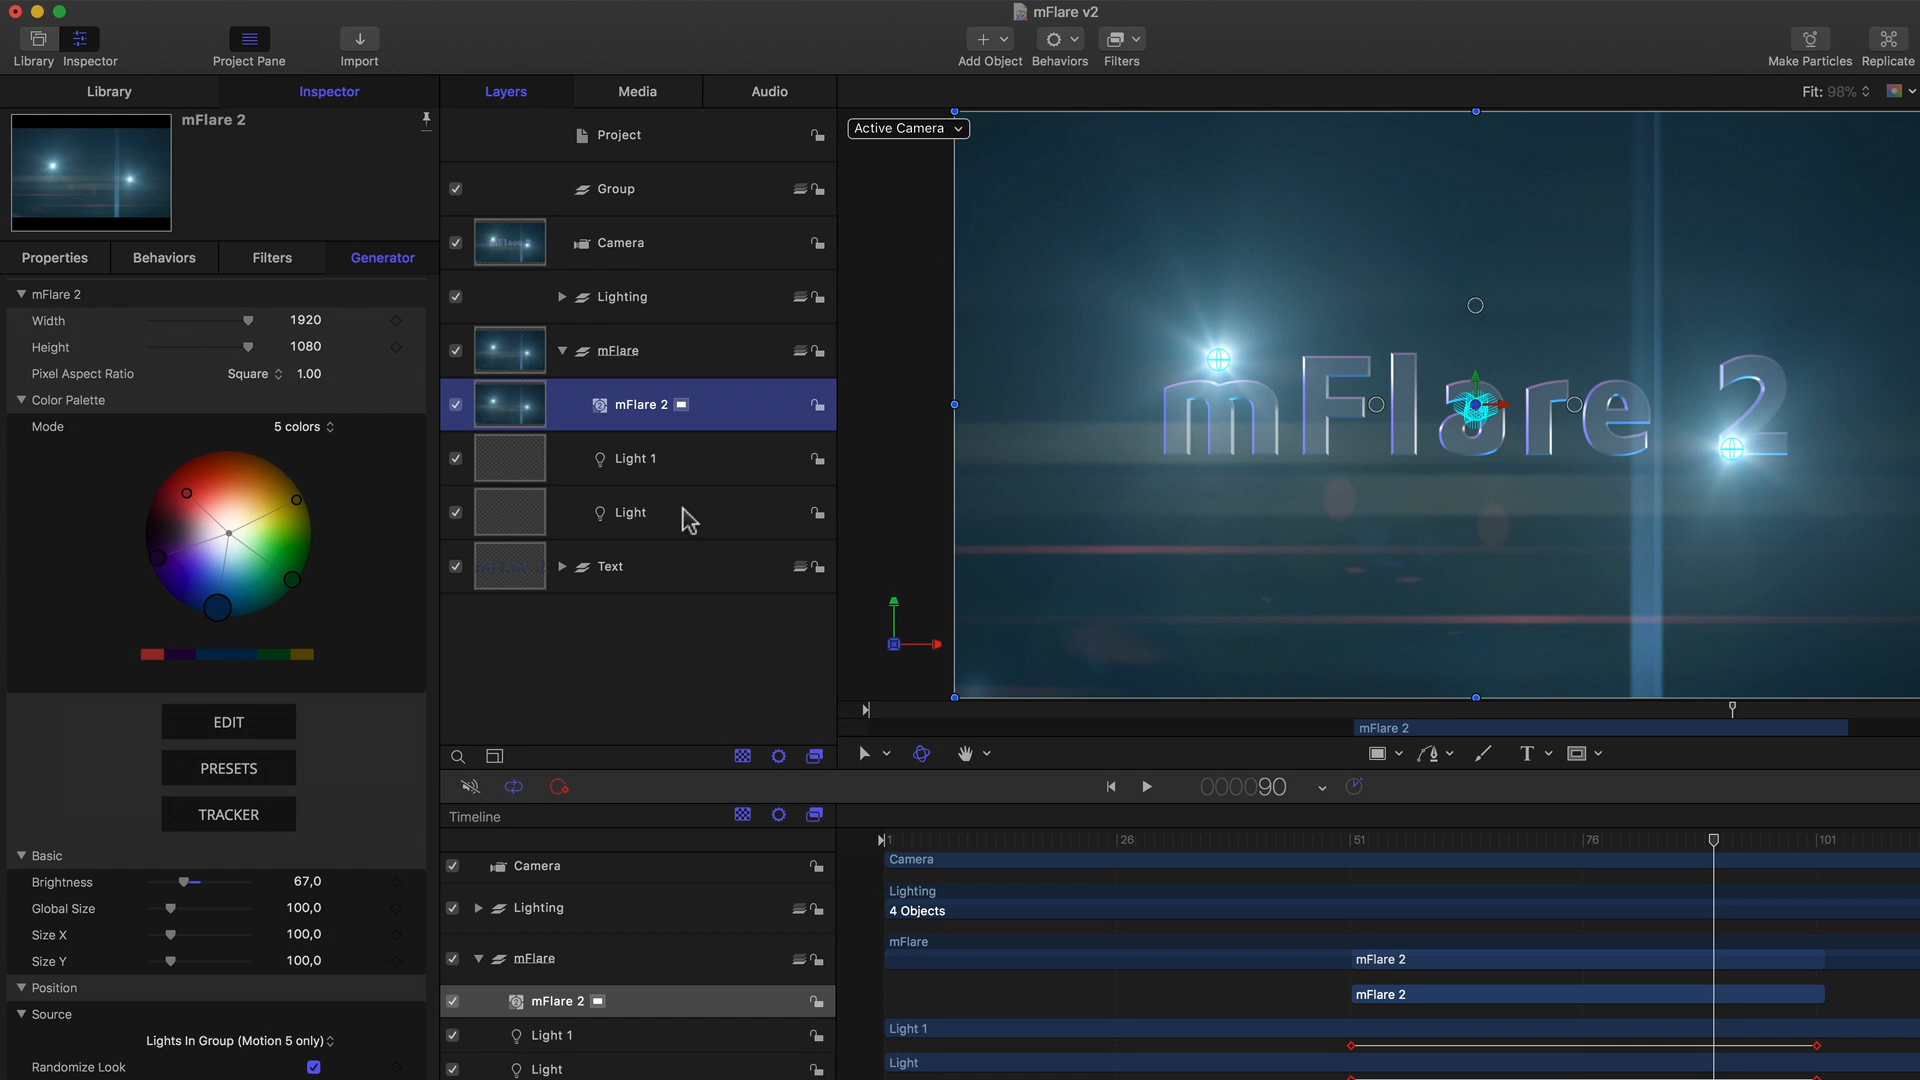 mFlare v2
Library
Inspector
Project Pane
Import
Add Object
Behaviors
Filters
Make Particles
Replicate
Library
Inspector
Layers
Media
Audio
Fit: 98%
mFlare 2
Properties
Behaviors
Filters
Generator
mFlare 2
Width
1920
Height
1080
Pixel Aspect Ratio
Square
1.00
Color Palette
Mode
5 colors
EDIT
PRESETS
TRACKER
Basic
Brightness
67,0
Global Size
100,0
Size X
100,0
Size Y
100,0
Position
Source
Lights In Group (Motion 5 only)
Randomize Look
Project
Group
Camera
Lighting
mFlare
mFlare 2
Light 1
Light
Text
Active Camera
mFlare 2
mFlare 2
T
000090
Timeline
1
26
51
76
101
Camera
Camera
Lighting
Lighting
4 Objects
mFlare
mFlare
mFlare 2
mFlare 2
mFlare 2
Light 1
Light 1
Light
Light